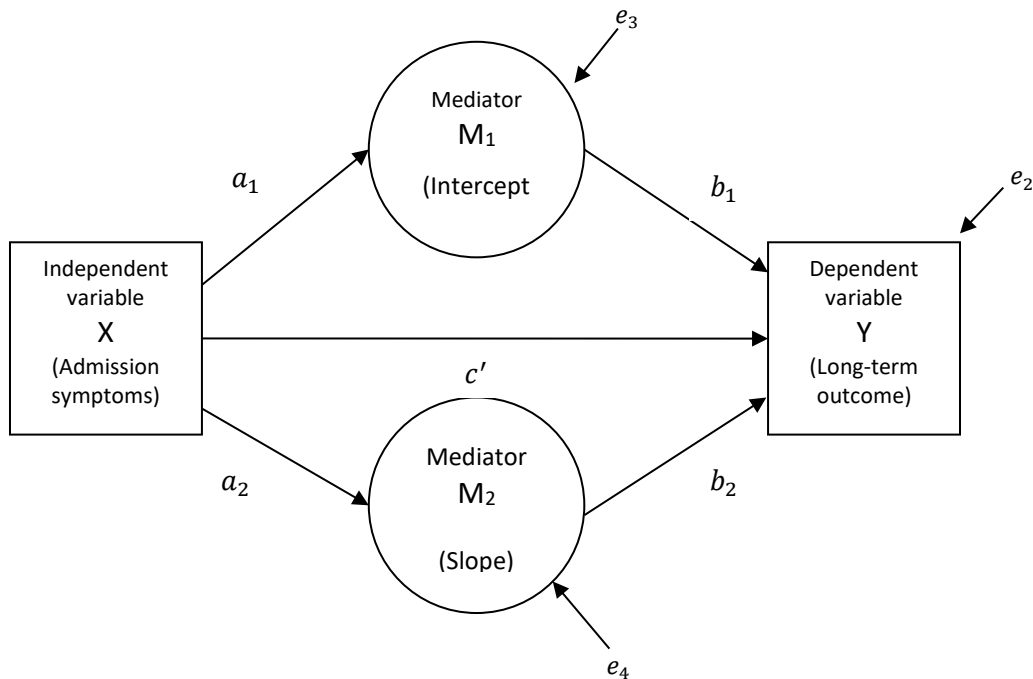 e₃
Mediator
M₁
(Intercept
a₁
b₁
e₂
Independent
variable
X
(Admission
symptoms)
Dependent
variable
Y
(Long-term
outcome)
c′
Mediator
M₂
(Slope)
a₂
b₂
e₄